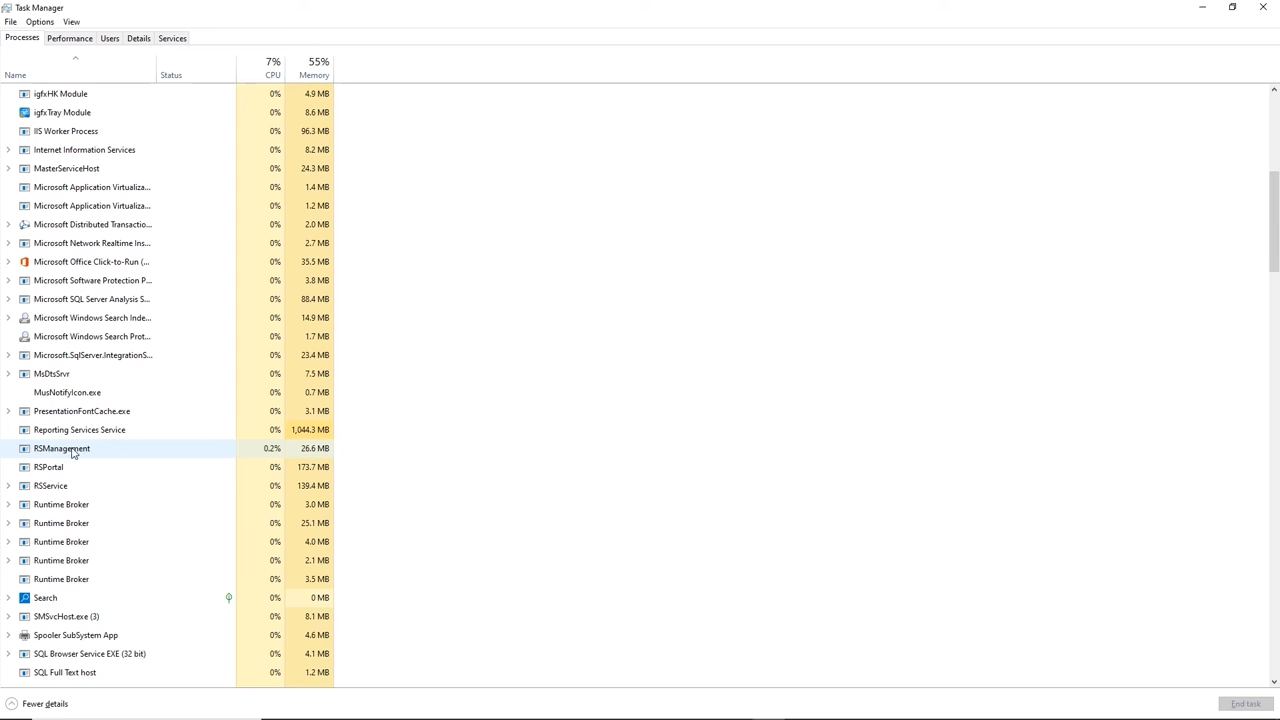 Task Manager
File Options View
Processes Performance Users Details Services
7% 55%
Name Status CPU Memory
igfxHK Module 0% 4.9 MB
igfxTray Module 0% 8.6 MB
IIS Worker Process 0% 96.3 MB
Internet Information Services 0% 8.2 MB
MasterServiceHost 0% 24.3 MB
Microsoft Application Virtualiza... 0% 1.4 MB
Microsoft Application Virtualiza... 0% 1.2 MB
Microsoft Distributed Transactio... 0% 2.0 MB
Microsoft Network Realtime Ins... 0% 2.7 MB
Microsoft Office Click-to-Run (... 0% 35.5 MB
Microsoft Software Protection P... 0% 3.8 MB
Microsoft SQL Server Analysis S... 0% 88.4 MB
Microsoft Windows Search Inde... 0% 14.9 MB
Microsoft Windows Search Prot... 0% 1.7 MB
Microsoft.SqlServer.IntegrationS... 0% 23.4 MB
MsDtsSrvr 0% 7.5 MB
MusNotifyIcon.exe 0% 0.7 MB
PresentationFontCache.exe 0% 3.1 MB
Reporting Services Service 0% 1,044.3 MB
RSManagement 0.2% 26.6 MB
RSPortal 0% 173.7 MB
RSService 0% 139.4 MB
Runtime Broker 0% 3.0 MB
Runtime Broker 0% 25.1 MB
Runtime Broker 0% 4.0 MB
Runtime Broker 0% 2.1 MB
Runtime Broker 0% 3.5 MB
Search 0% 0 MB
SMSvcHost.exe (3) 0% 8.1 MB
Spooler SubSystem App 0% 4.6 MB
SQL Browser Service EXE (32 bit) 0% 4.1 MB
SQL Full Text host 0% 1.2 MB
Fewer details End task